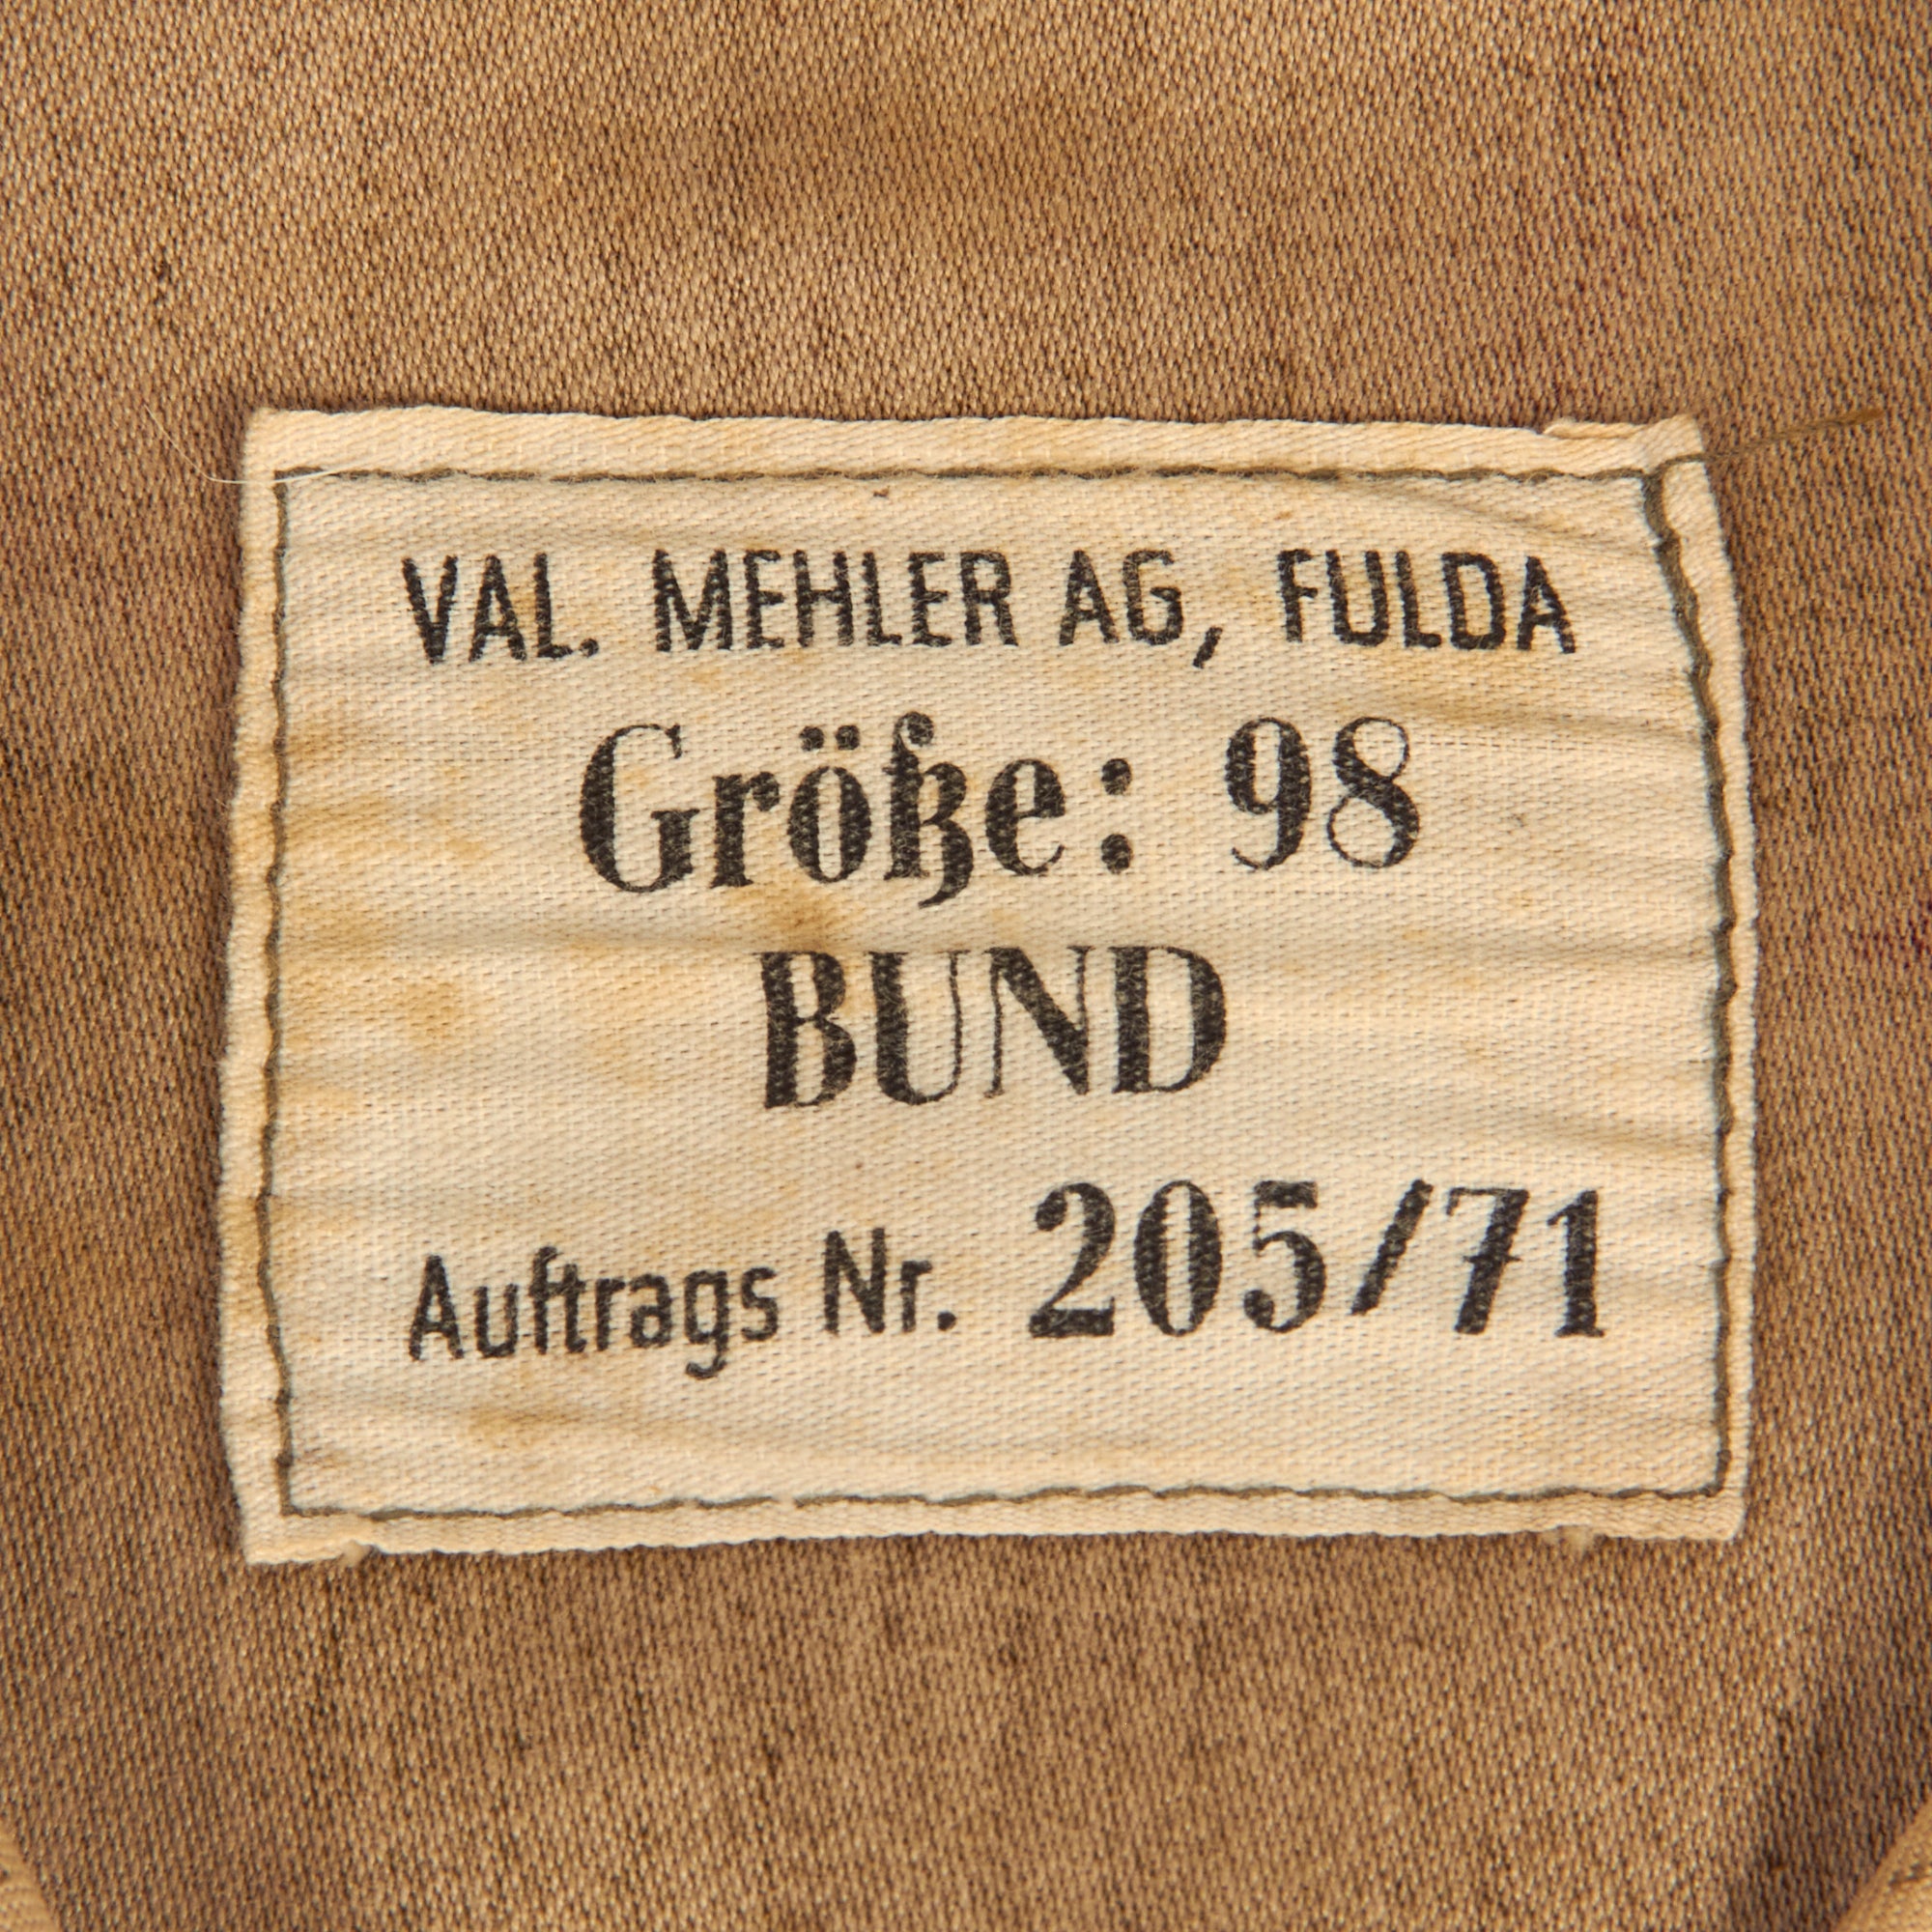 VAL. MEHLER AG, FULDA
Größe: 98
BUND
Auftrags Nr. 205/71